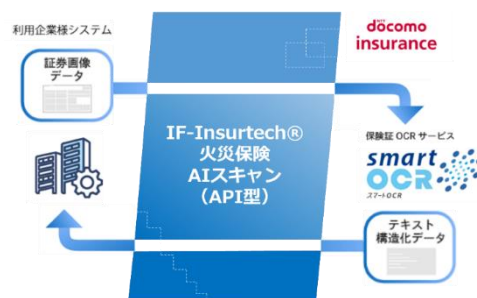 利用企業様システム
証券画像
データ
döcomo
insurance
IF-Insurtech®
火災保険
AIスキャン
（API型）
保険証 OCR サービス
smart
OCR
スマートOCR
テキスト
構造化データ